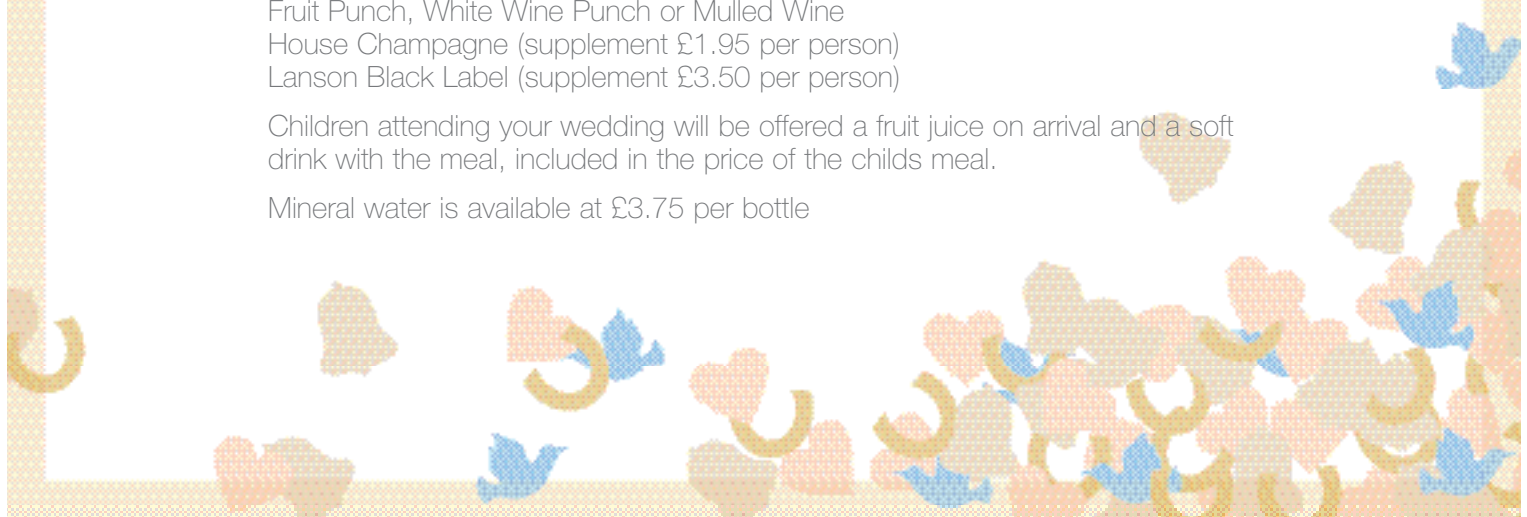 Fruit Punch, White Wine Punch or Mulled Wine
House Champagne (supplement £1.95 per person)
Lanson Black Label (supplement £3.50 per person)
Children attending your wedding will be offered a fruit juice on arrival and a soft
drink with the meal, included in the price of the childs meal.
Mineral water is available at £3.75 per bottle